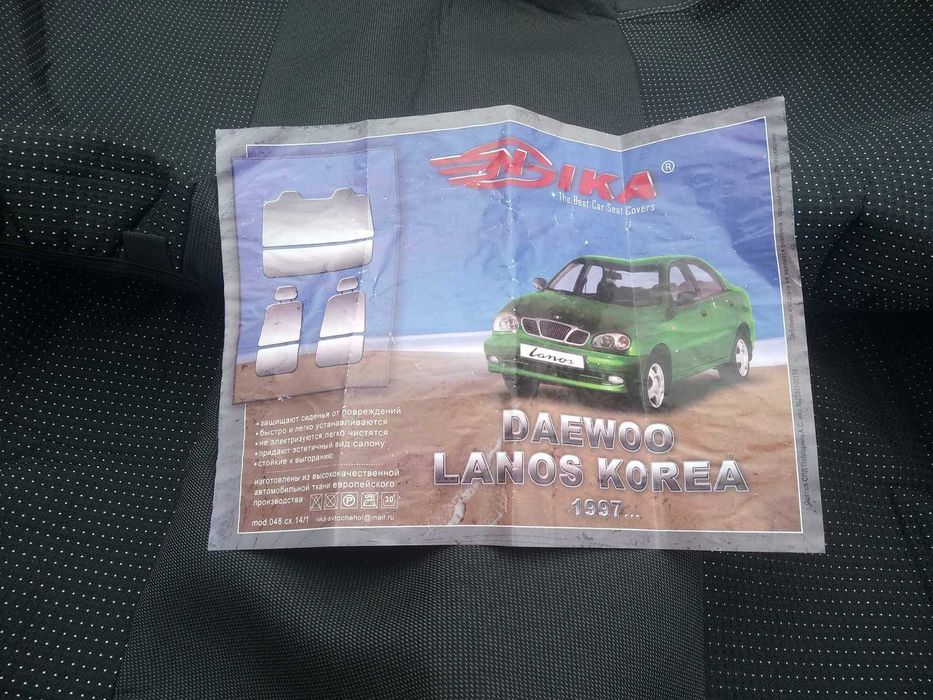 NIKA ®
The Best Car Seat Covers
Lanos
DAEWOO
LANOS KOREA
1997...
• защищают сиденья от повреждений
• быстро и легко устанавливаются
• не электризуются, легко чистятся
• придают эстетичный вид салону
• стойкие к выгоранию
изготовлены из высококачественной
автомобильной ткани европейского
производства
P
30°
mod.048 сх.14/1 nika-avtochehol@mail.ru